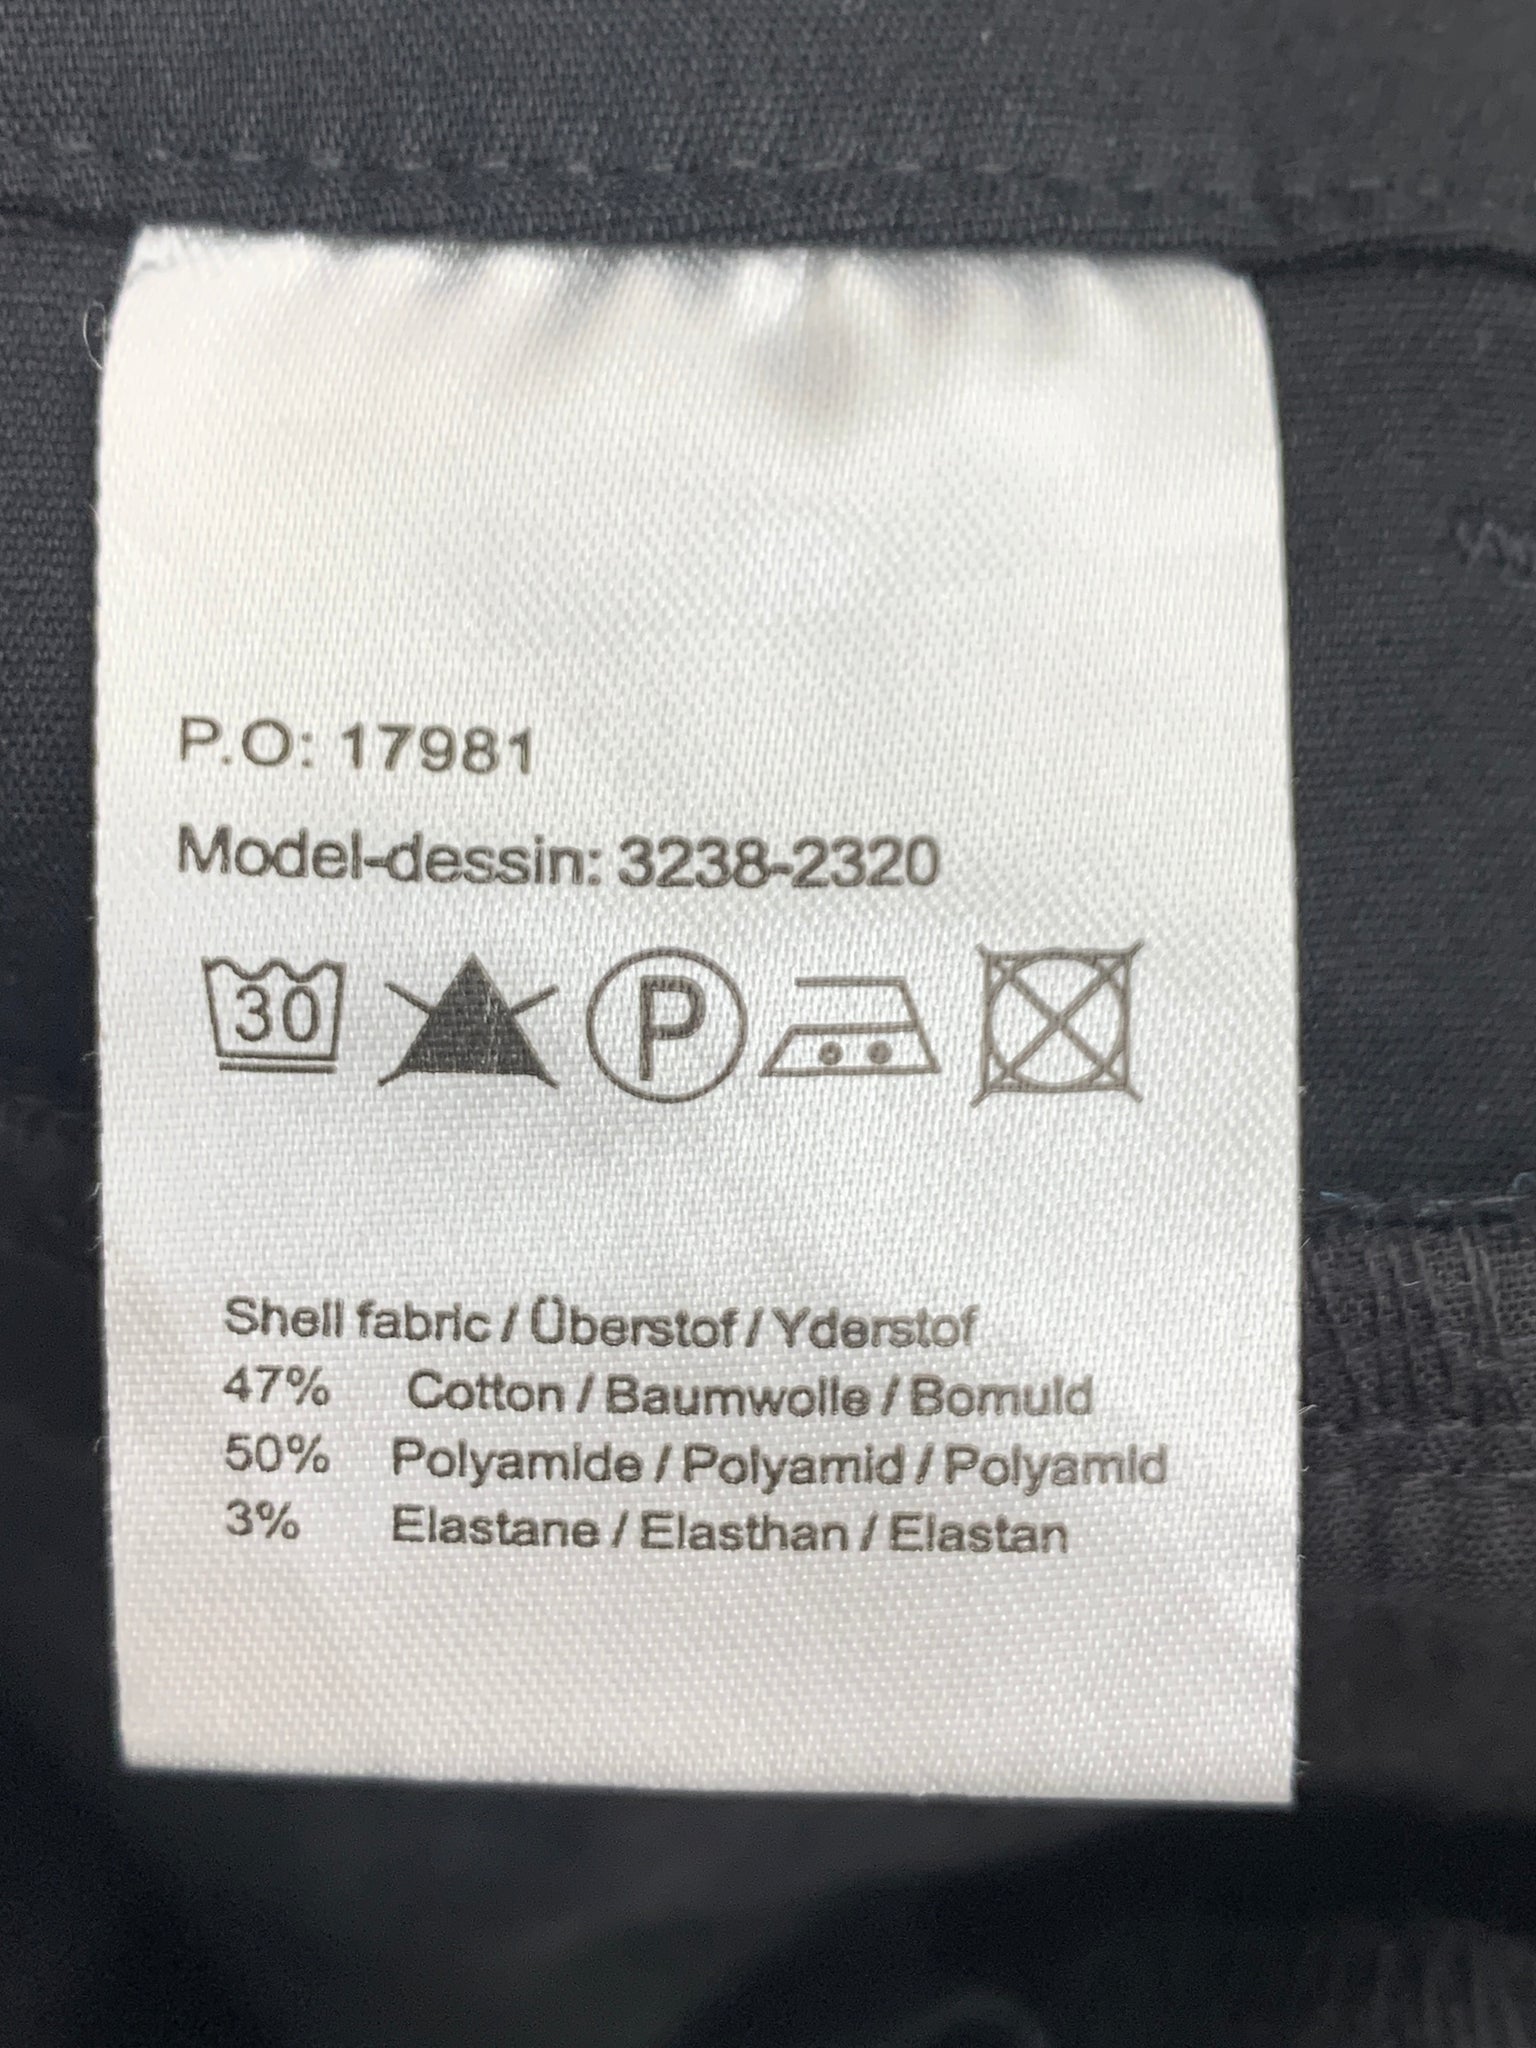 P.O: 17981
Model-dessin: 3238-2320
30 P
Shell fabric / Überstof / Yderstof
47% Cotton / Baumwolle / Bomuld
50% Polyamide / Polyamid / Polyamid
3% Elastane / Elasthan / Elastan